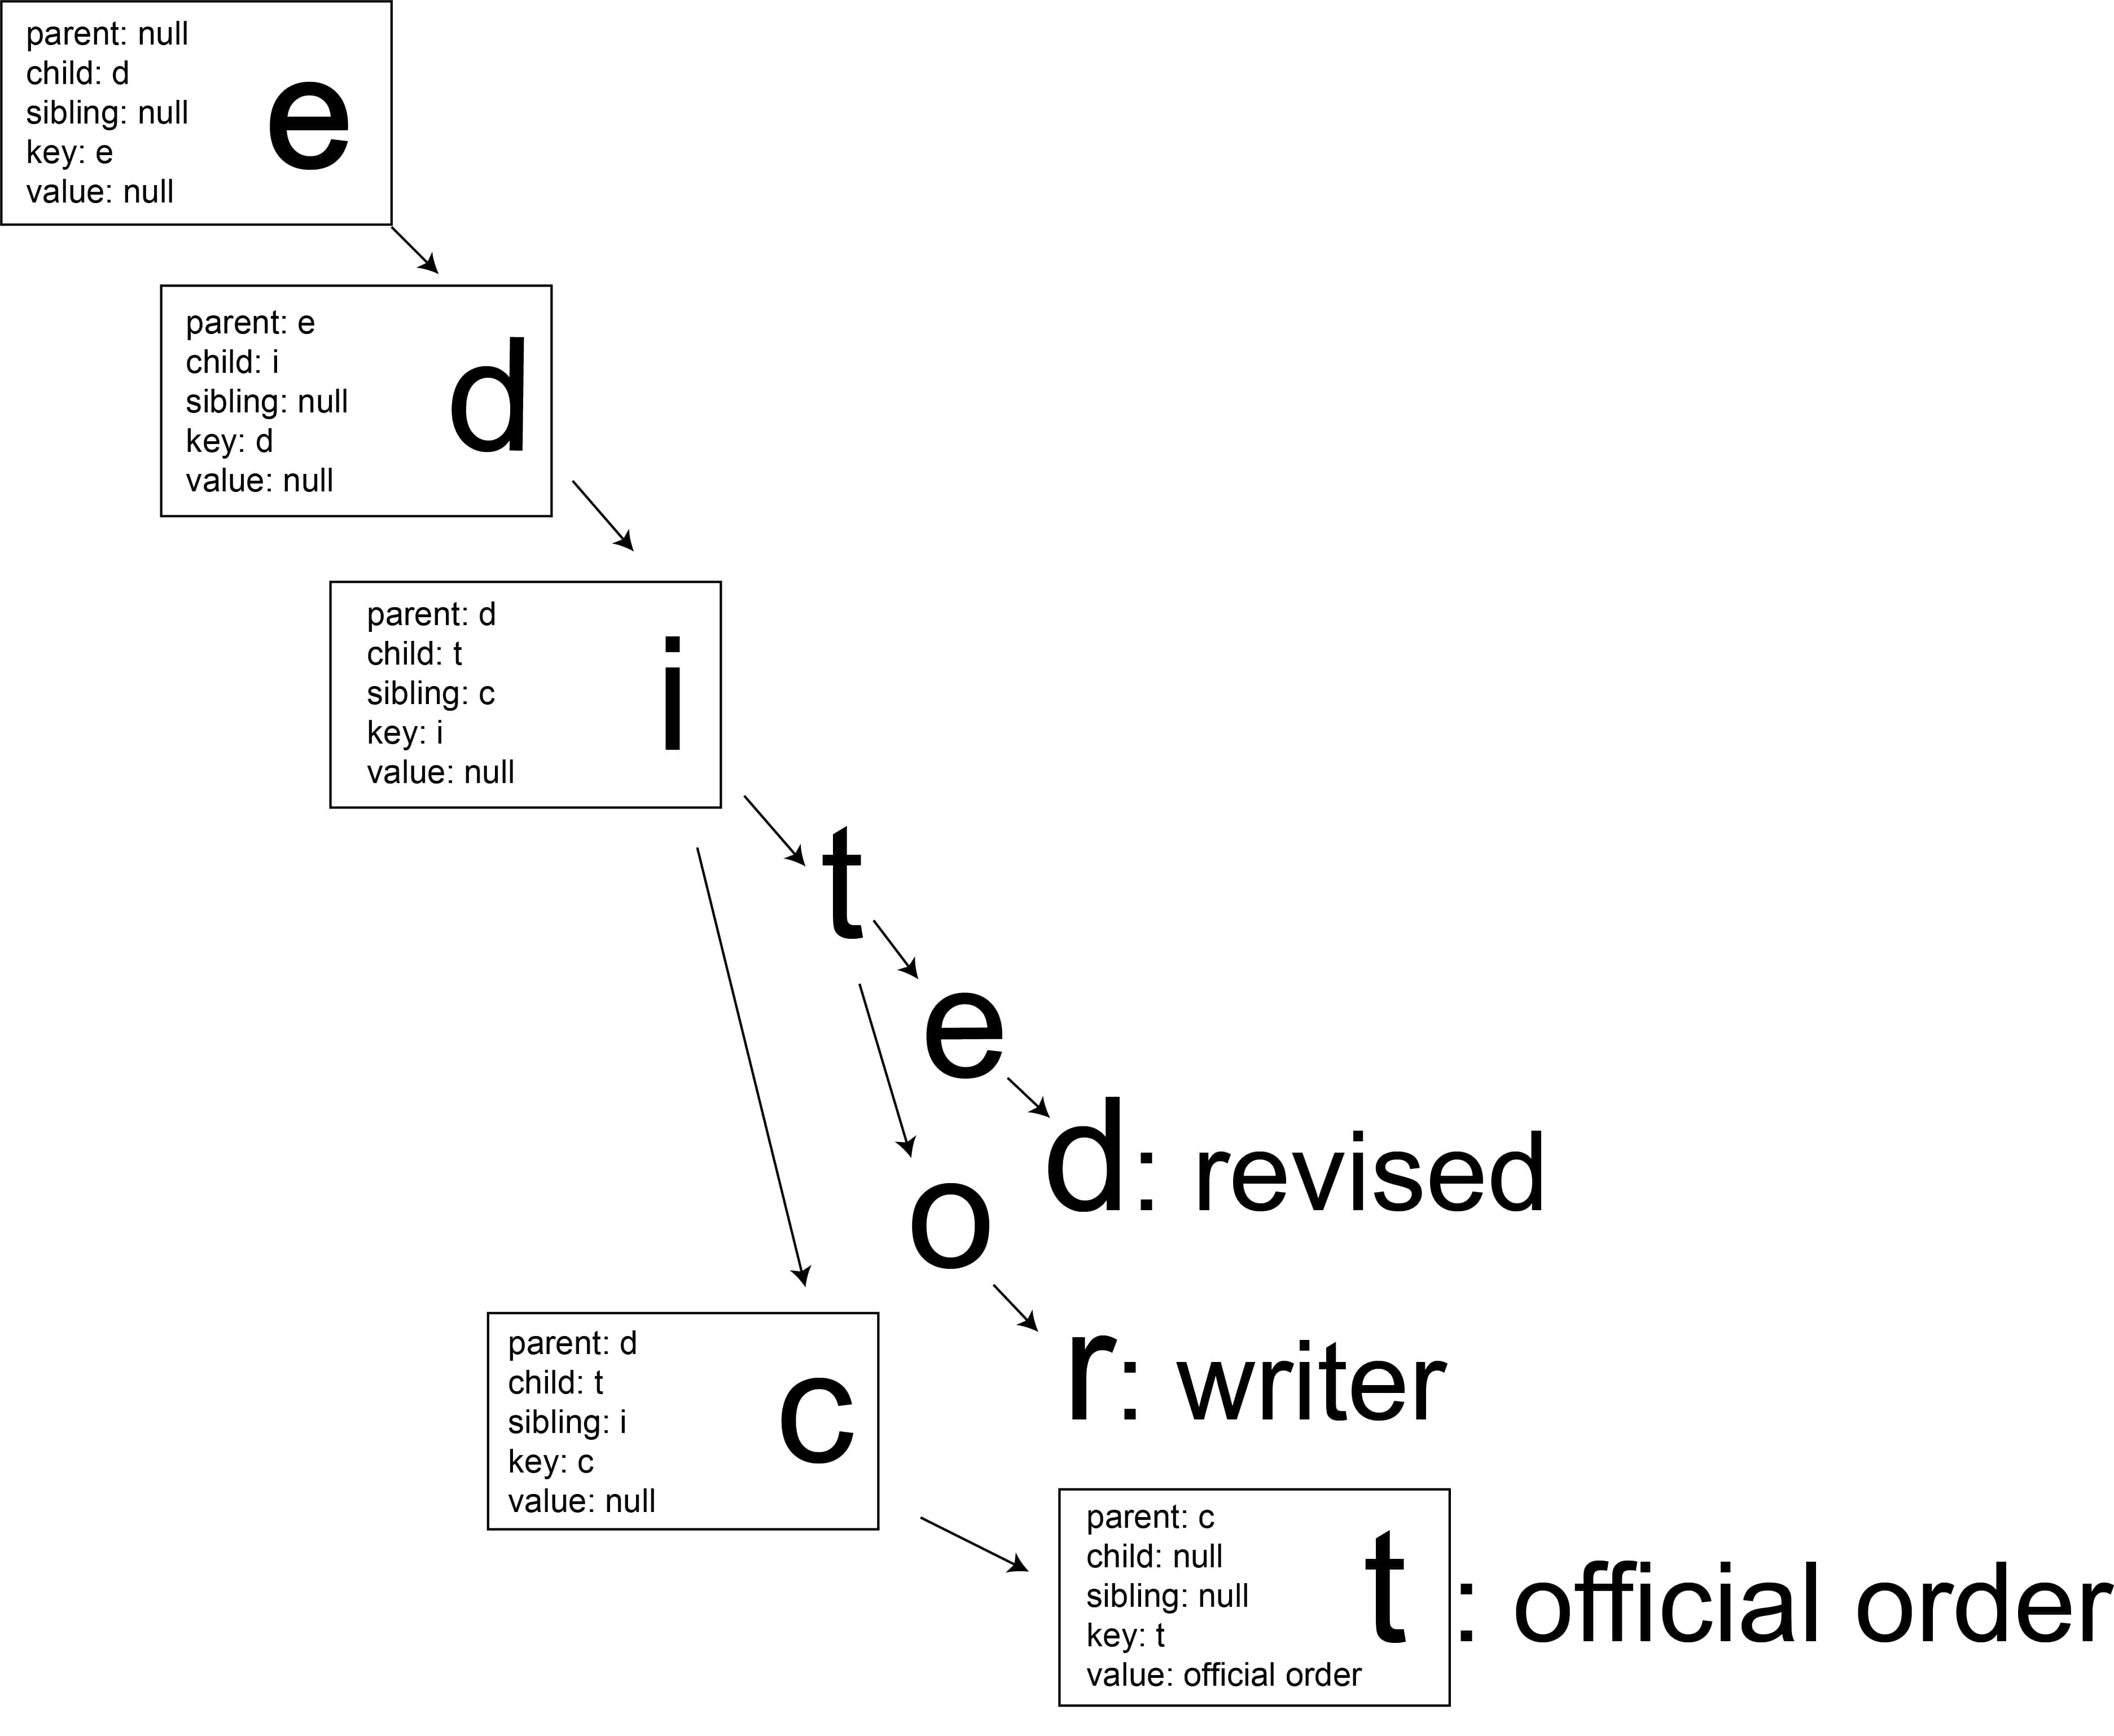 parent: null
child: d
sibling: null
key: e
value: null
e
parent: e
child: i
sibling: null
key: d
value: null
d
parent: d
child: t
sibling: c
key: i
value: null
i
t
e
d: revised
o
r: writer
parent: d
child: t
sibling: i
key: c
value: null
c
parent: c
child: null
sibling: null
key: t
value: official order
t : official order